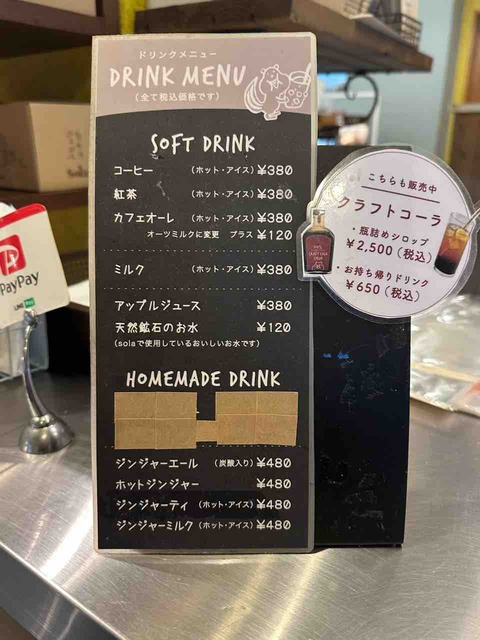 ドリンクメニュー
DRINK MENU
(全て税込価格です)
SOFT DRINK
コーヒー (ホット・アイス) ¥380
紅茶 (ホット・アイス) ¥380
カフェオーレ (ホット・アイス) ¥380
オーツミルクに変更 プラス ¥120
ミルク (ホット・アイス) ¥380
アップルジュース ¥380
天然鉱石のお水 ¥120
(solaで使用しているおいしいお水です)
HOMEMADE DRINK
ジンジャーエール (炭酸入り) ¥480
ホットジンジャー ¥480
ジンジャーティ (ホット・アイス) ¥480
ジンジャーミルク (ホット・アイス) ¥480
こちらも販売中
クラフトコーラ
・瓶詰めシロップ
¥2,500(税込)
・お持ち帰りドリンク
¥650(税込)
PayPay